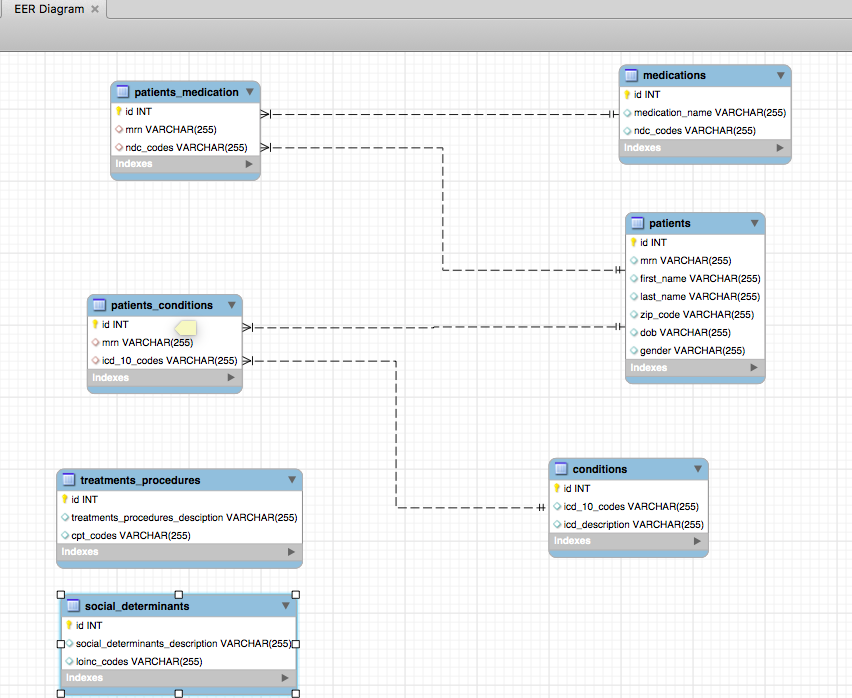 EER Diagram
patients_medication
id INT
mrn VARCHAR(255)
ndc_codes VARCHAR(255)
Indexes
medications
id INT
medication_name VARCHAR(255)
ndc_codes VARCHAR(255)
Indexes
patients
id INT
mrn VARCHAR(255)
first_name VARCHAR(255)
last_name VARCHAR(255)
zip_code VARCHAR(255)
dob VARCHAR(255)
gender VARCHAR(255)
Indexes
patients_conditions
id INT
mrn VARCHAR(255)
icd_10_codes VARCHAR(255)
Indexes
treatments_procedures
id INT
treatments_procedures_desciption VARCHAR(255)
cpt_codes VARCHAR(255)
Indexes
conditions
id INT
icd_10_codes VARCHAR(255)
icd_description VARCHAR(255)
Indexes
social_determinants
id INT
social_determinants_description VARCHAR(255)
loinc_codes VARCHAR(255)
Indexes